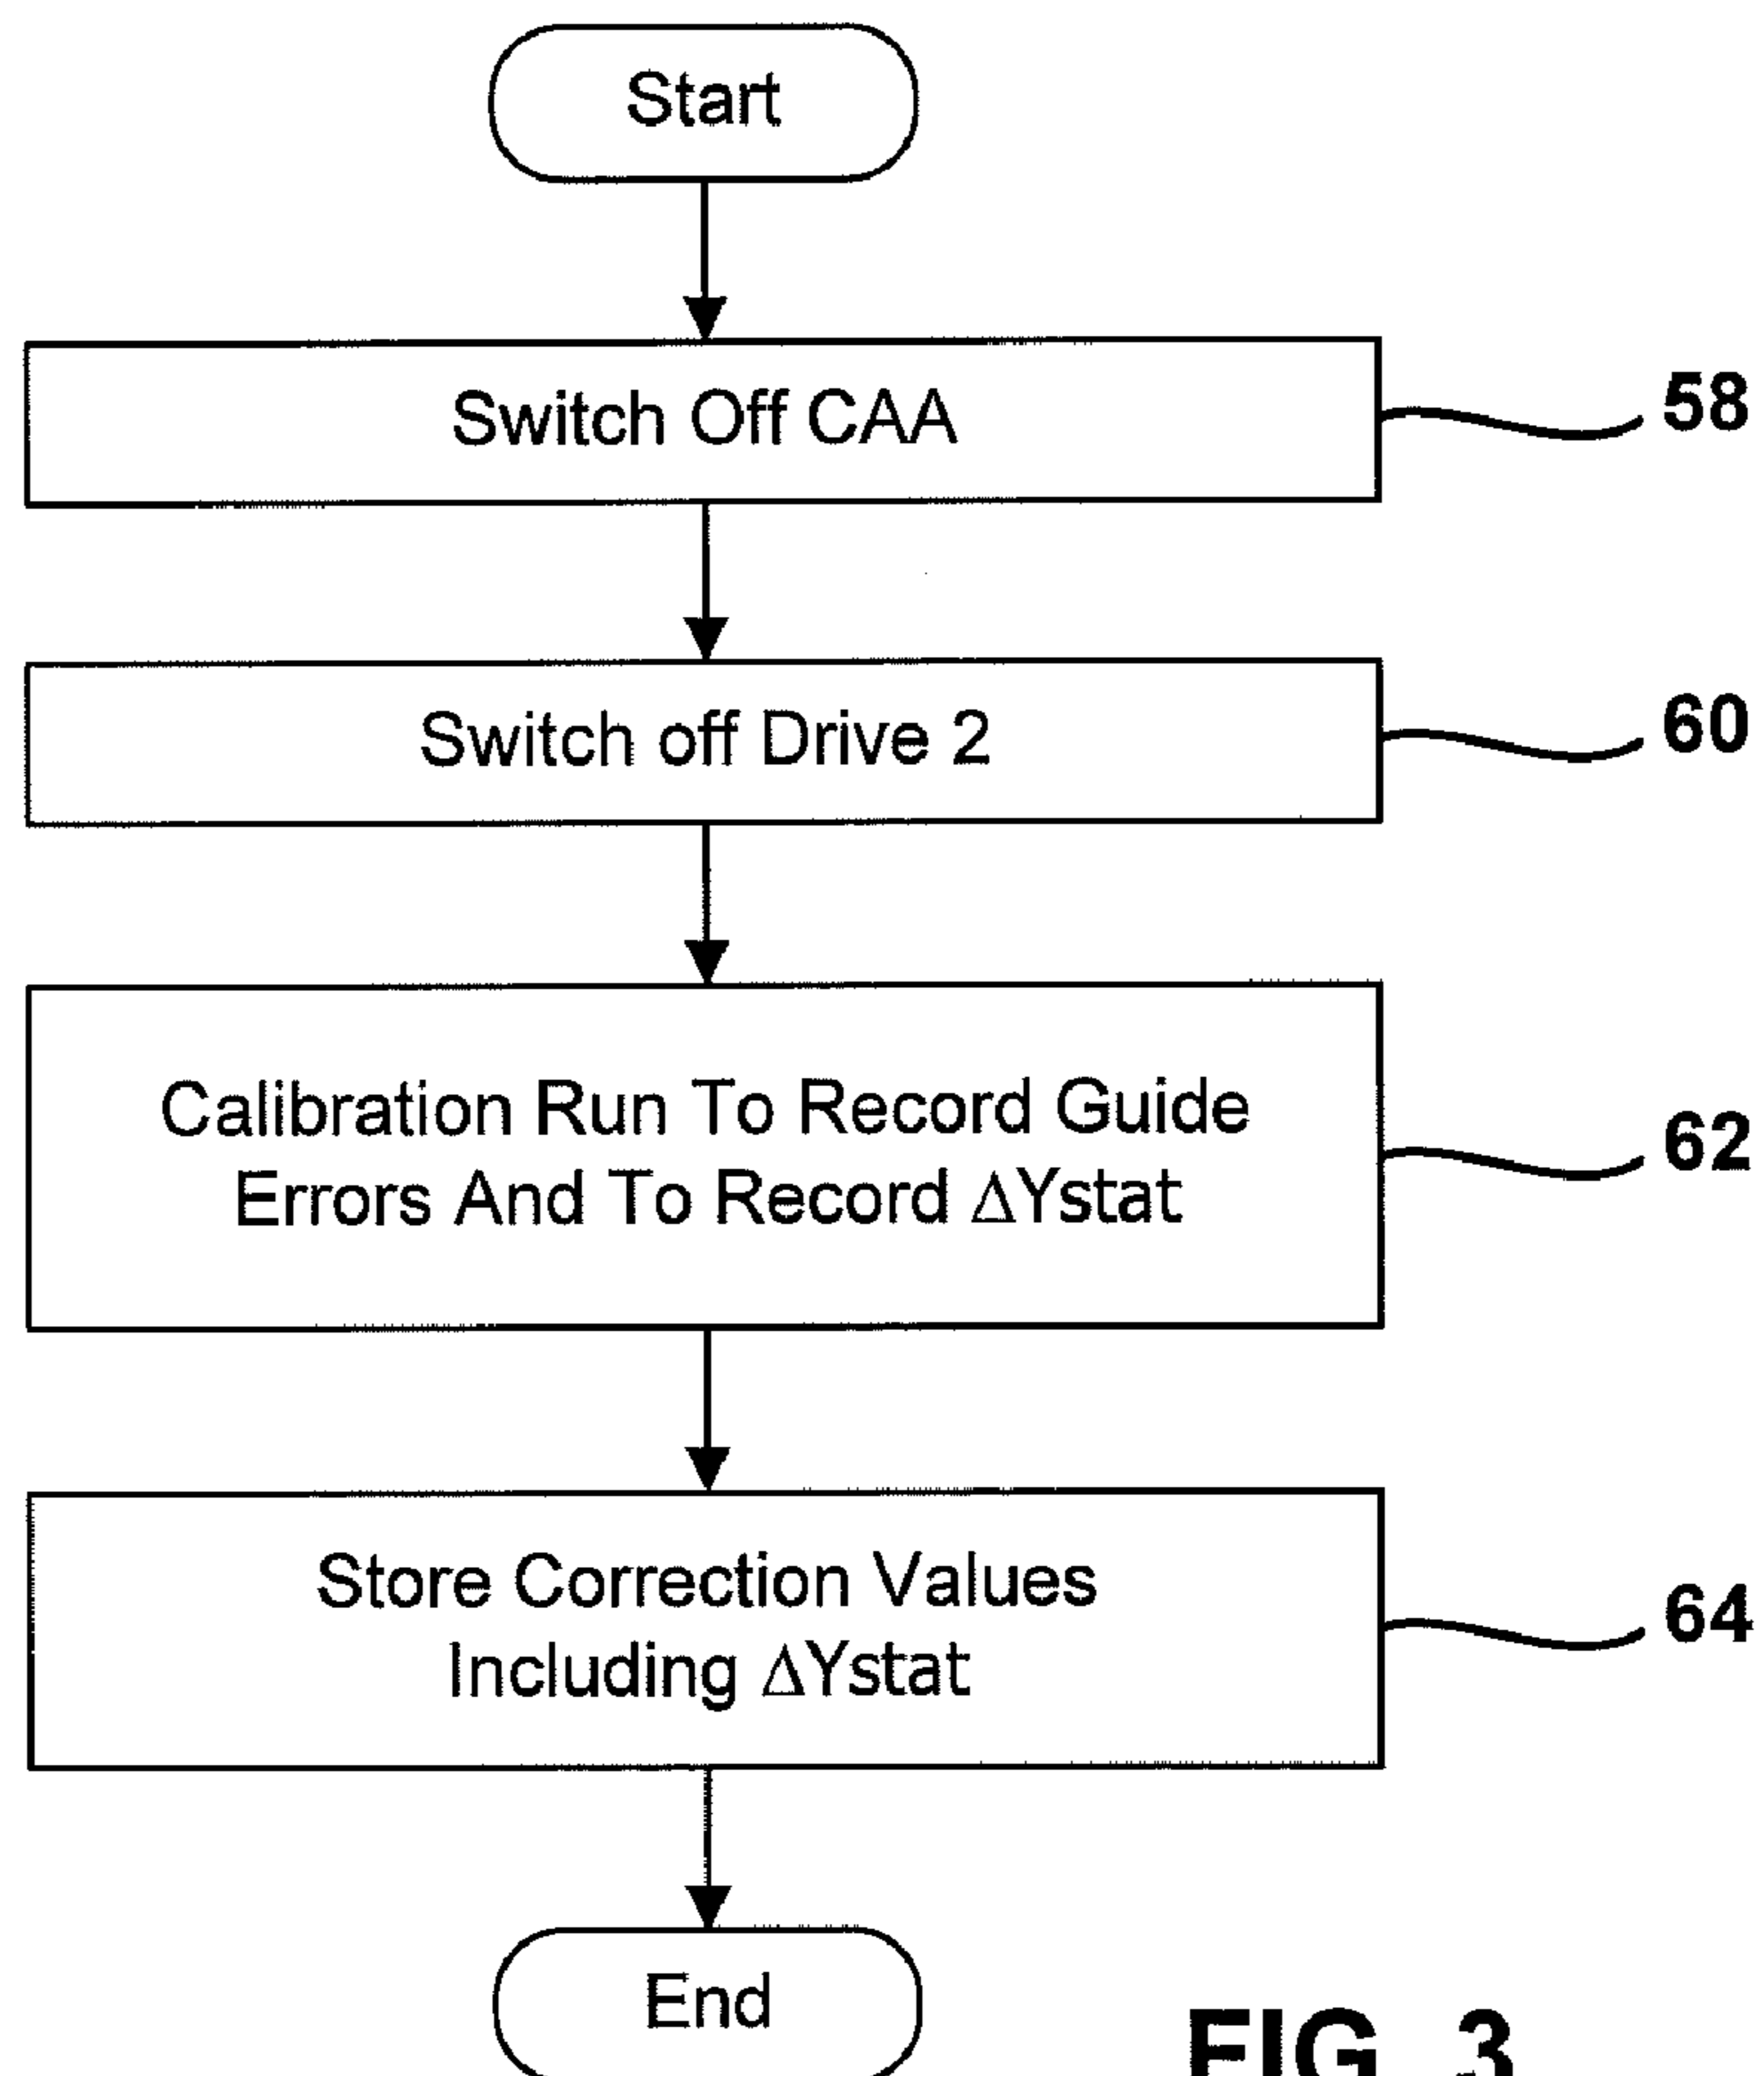 Start
Switch Off CAA
58
Switch off Drive 2
60
Calibration Run To Record Guide
Errors And To Record ΔYstat
62
Store Correction Values
Including ΔYstat
64
End
FIG. 3